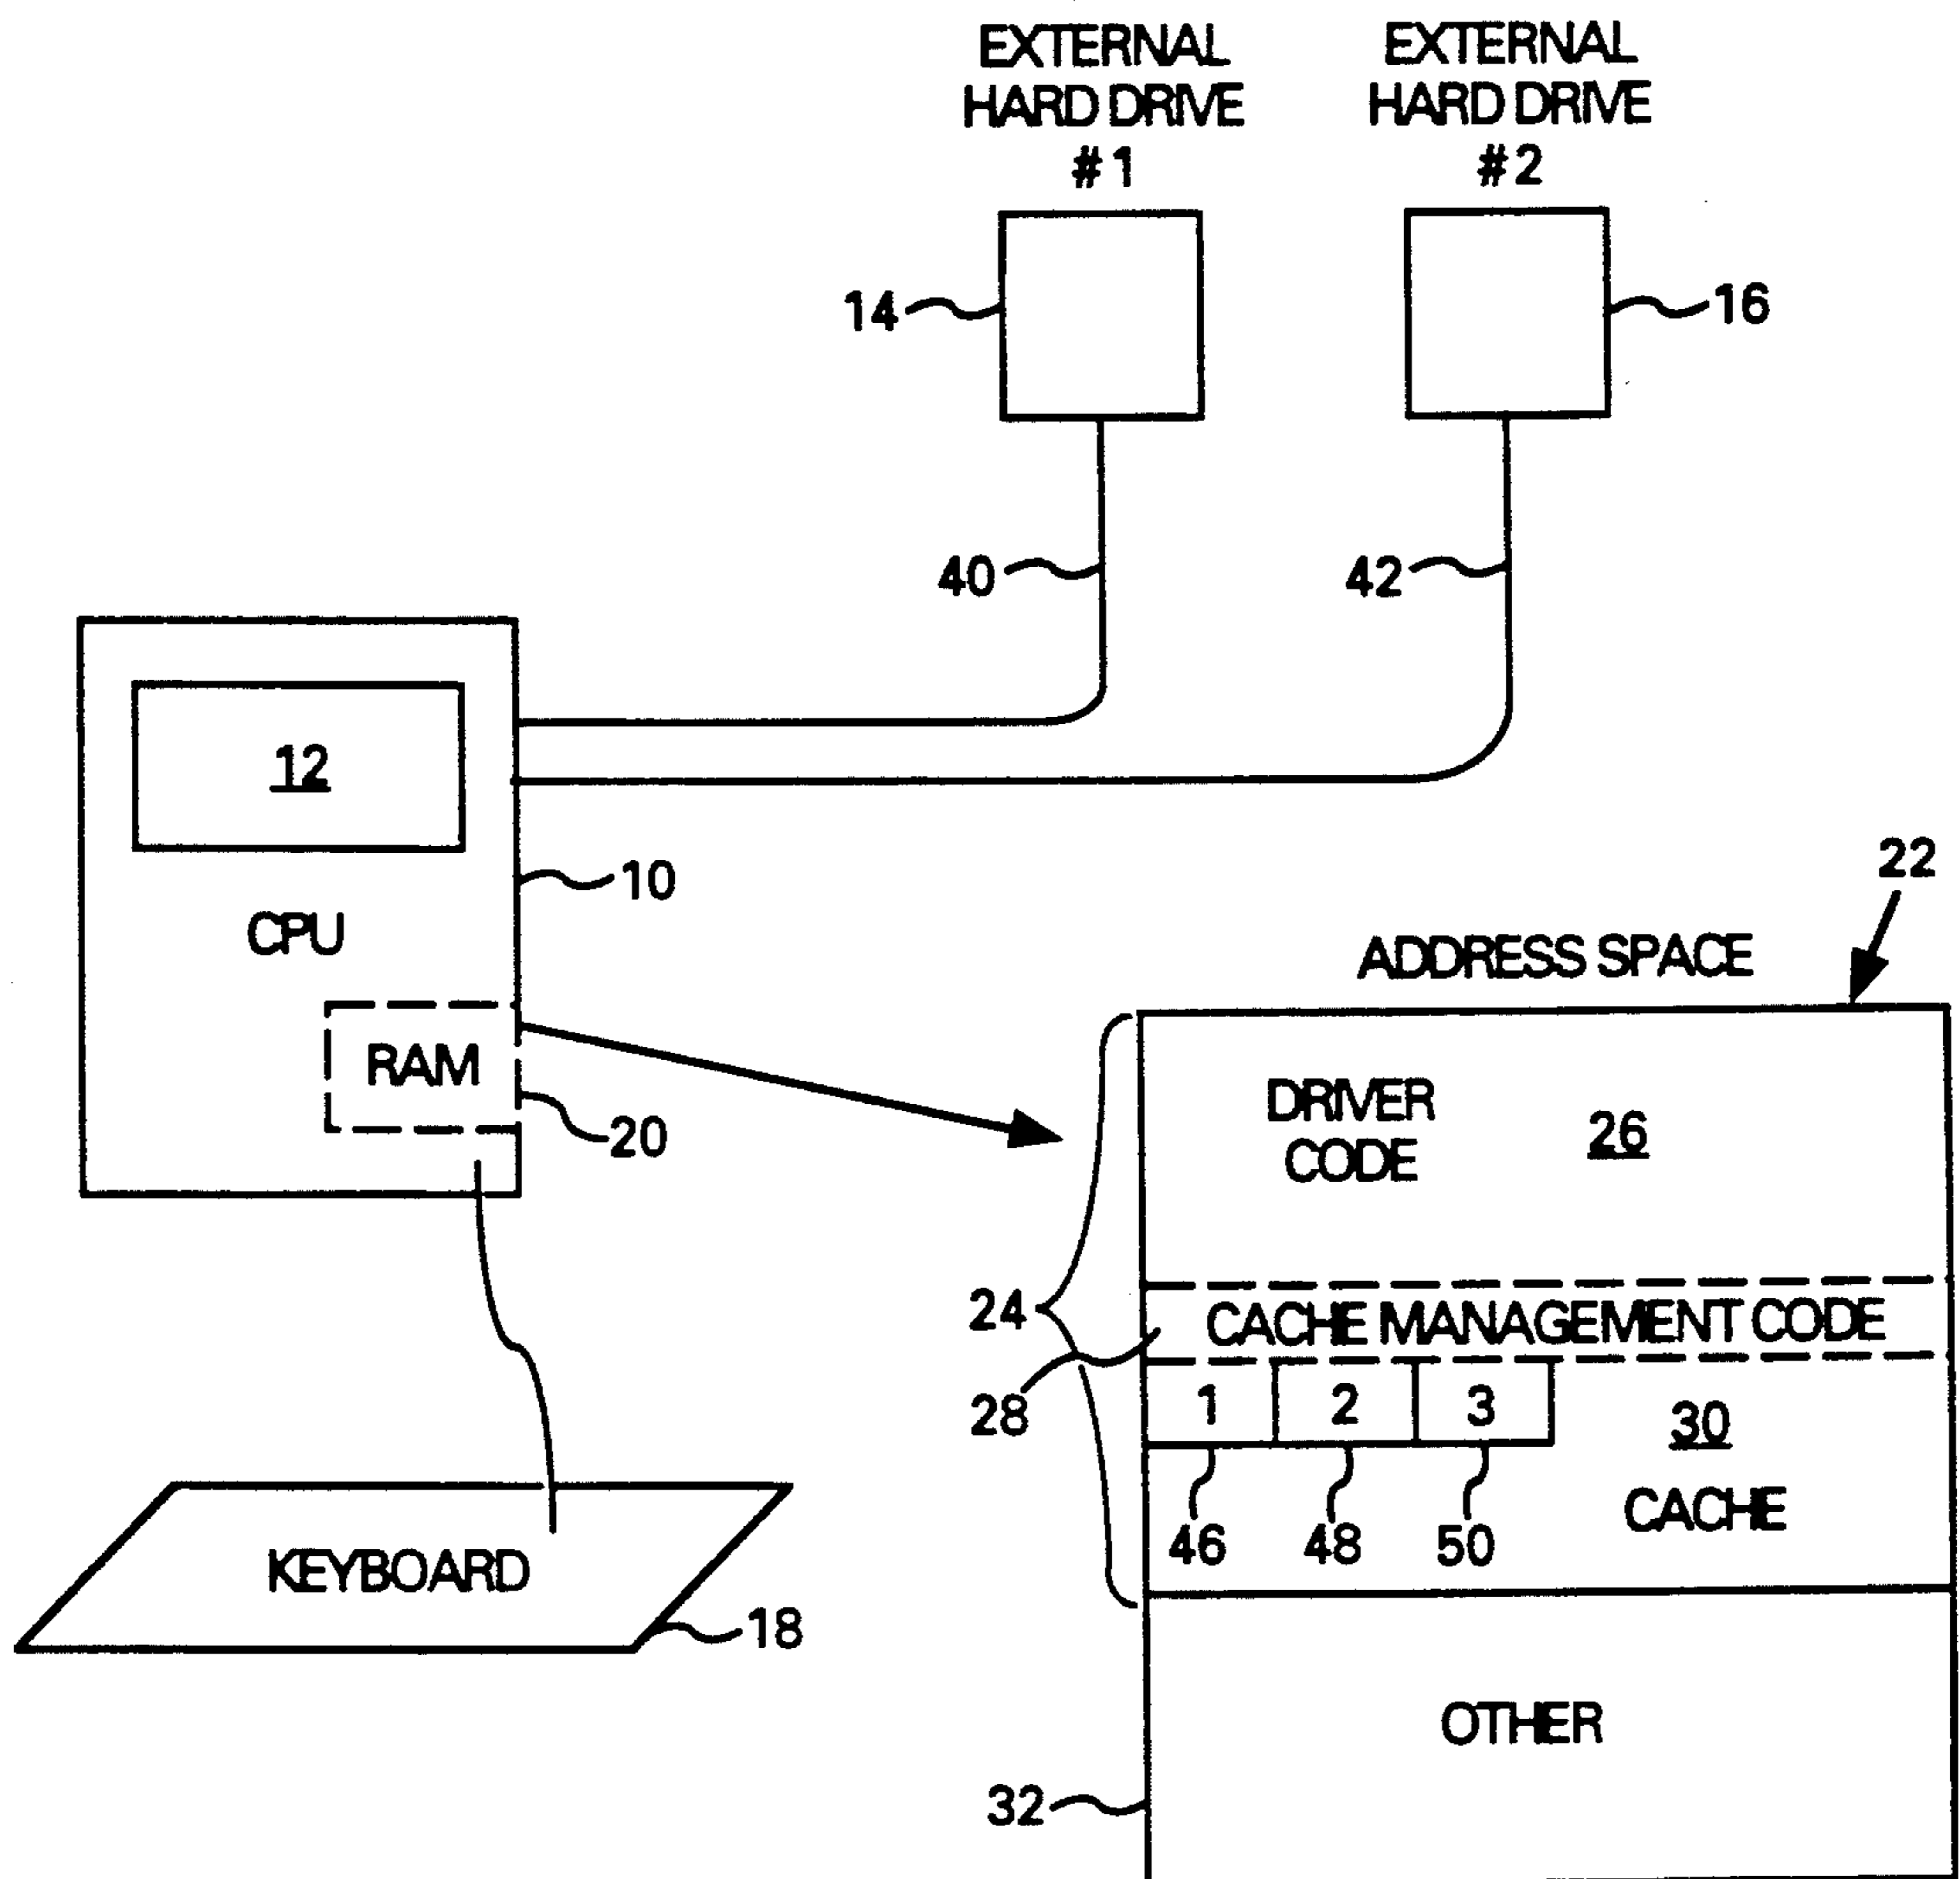 EXTERNAL
HARD DRIVE
#1
EXTERNAL
HARD DRIVE
#2
14
16
40
42
12
10
CPU
RAM
20
22
ADDRESS SPACE
DRIVER
CODE
26
24
CACHE MANAGEMENT CODE
28
1
2
3
30
CACHE
46
48
50
KEYBOARD
18
OTHER
32